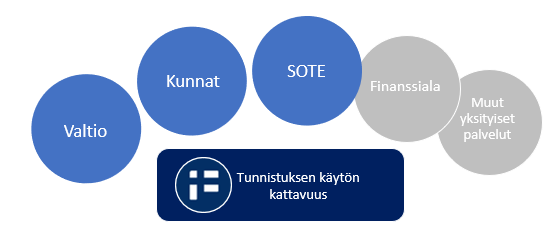 Valtio
Kunnat
SOTE
Finanssiala
Muut
yksityiset
palvelut
Tunnistuksen käytön
kattavuus